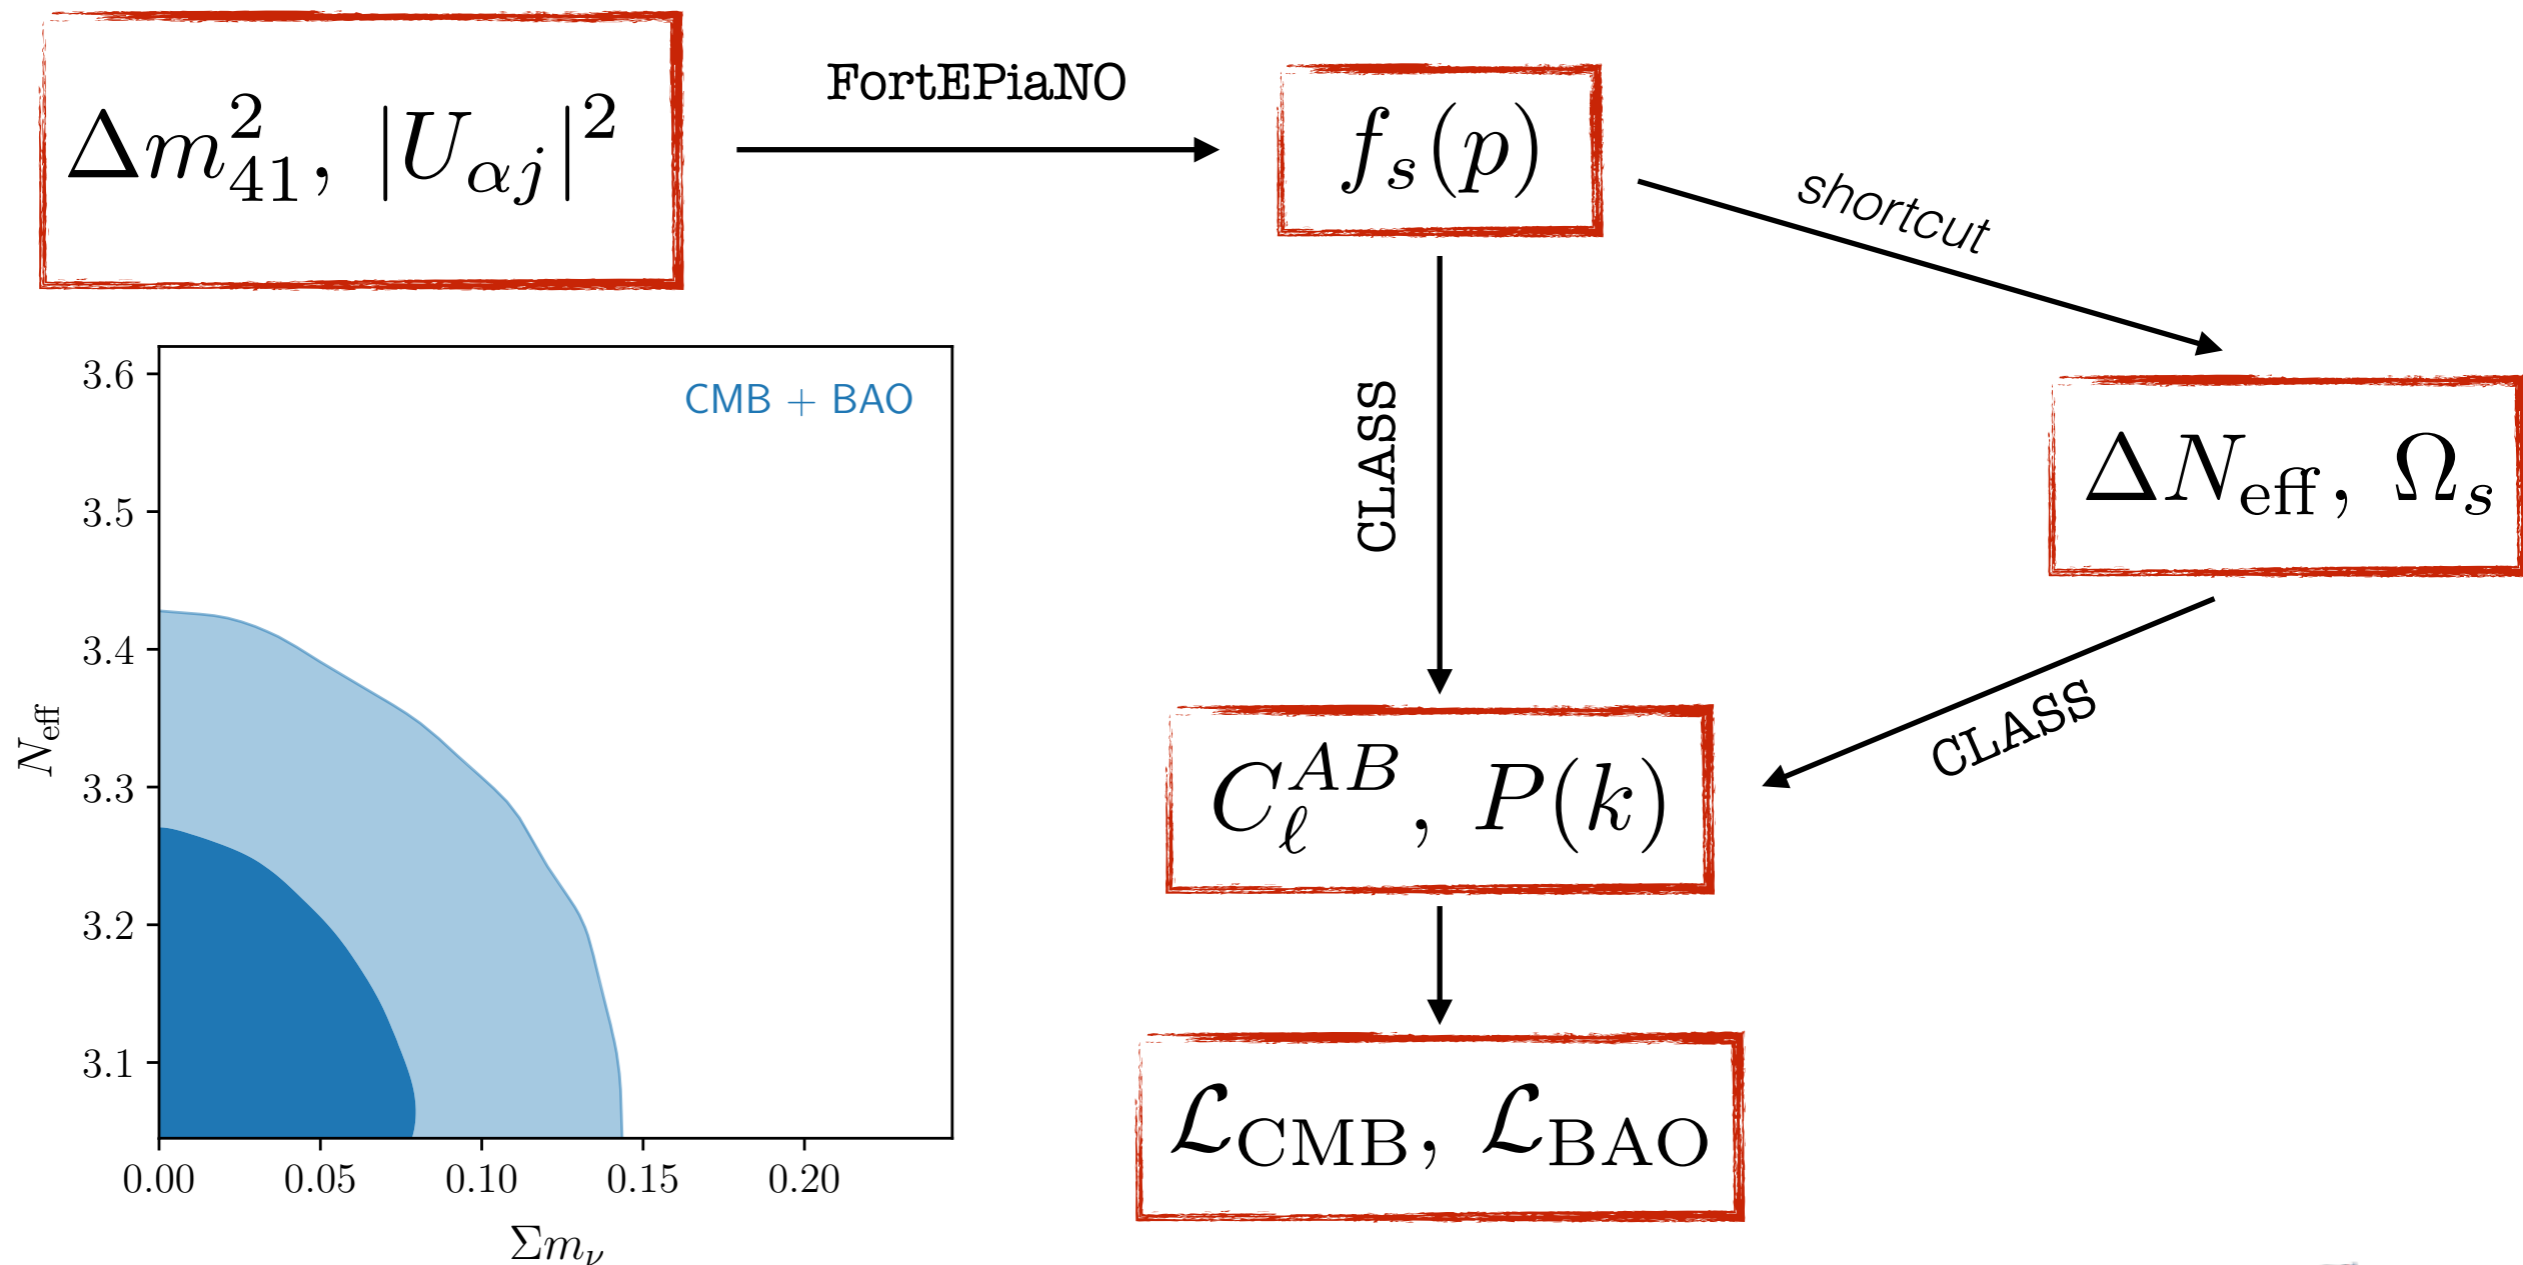 Δm²₄₁, |U_αj|²
FortEPiaNO
f_s(p)
shortcut
CLASS
ΔN_eff, Ω_s
CLASS
C_ℓ^AB, P(k)
ℒ_CMB, ℒ_BAO
CMB + BAO
N_eff
3.6
3.5
3.4
3.3
3.2
3.1
0.00 0.05 0.10 0.15 0.20
Σm_ν